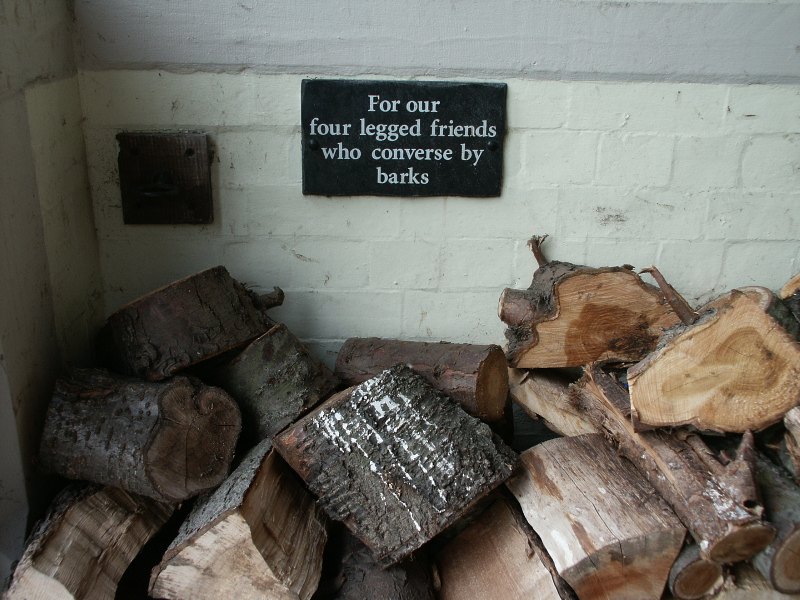 For our
four legged friends
who converse by
barks